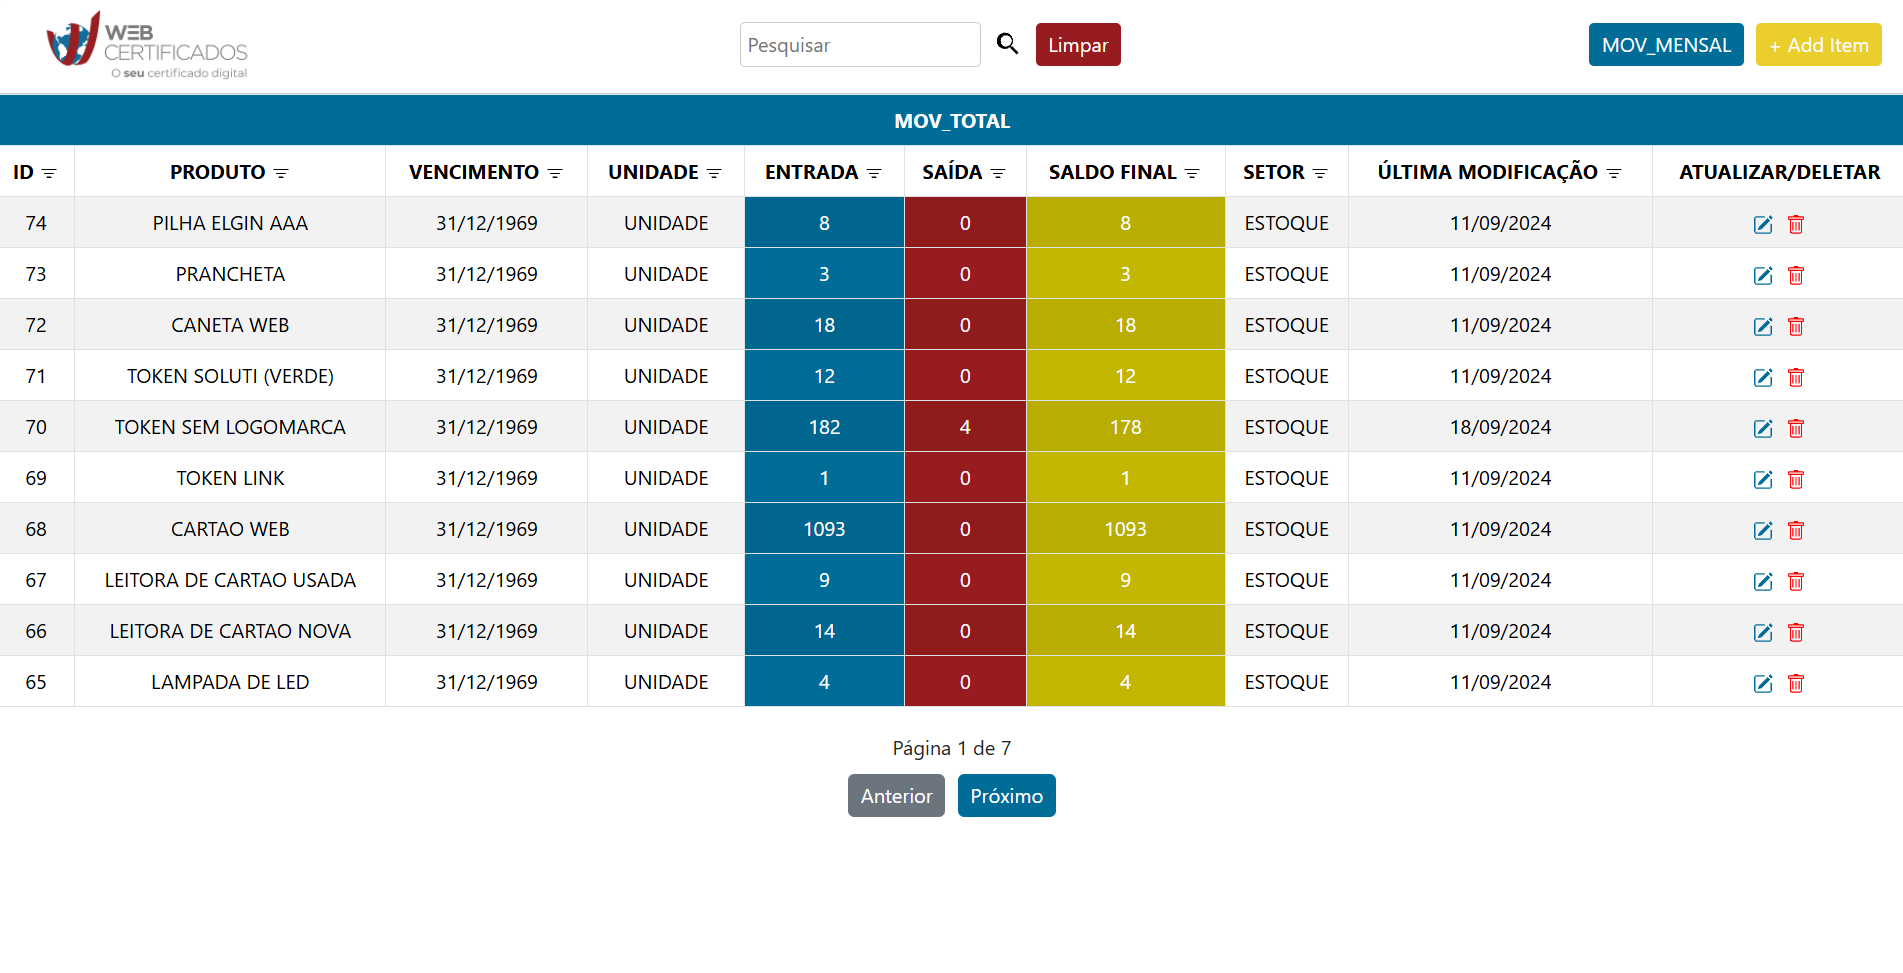 WEB
CERTIFICADOS
O seu certificado digital
Pesquisar
Limpar
MOV_MENSAL
+ Add Item
MOV_TOTAL
ID PRODUTO VENCIMENTO UNIDADE ENTRADA SAÍDA SALDO FINAL SETOR ÚLTIMA MODIFICAÇÃO ATUALIZAR/DELETAR
74 PILHA ELGIN AAA 31/12/1969 UNIDADE 8 0 8 ESTOQUE 11/09/2024
73 PRANCHETA 31/12/1969 UNIDADE 3 0 3 ESTOQUE 11/09/2024
72 CANETA WEB 31/12/1969 UNIDADE 18 0 18 ESTOQUE 11/09/2024
71 TOKEN SOLUTI (VERDE) 31/12/1969 UNIDADE 12 0 12 ESTOQUE 11/09/2024
70 TOKEN SEM LOGOMARCA 31/12/1969 UNIDADE 182 4 178 ESTOQUE 18/09/2024
69 TOKEN LINK 31/12/1969 UNIDADE 1 0 1 ESTOQUE 11/09/2024
68 CARTAO WEB 31/12/1969 UNIDADE 1093 0 1093 ESTOQUE 11/09/2024
67 LEITORA DE CARTAO USADA 31/12/1969 UNIDADE 9 0 9 ESTOQUE 11/09/2024
66 LEITORA DE CARTAO NOVA 31/12/1969 UNIDADE 14 0 14 ESTOQUE 11/09/2024
65 LAMPADA DE LED 31/12/1969 UNIDADE 4 0 4 ESTOQUE 11/09/2024
Página 1 de 7
Anterior
Próximo